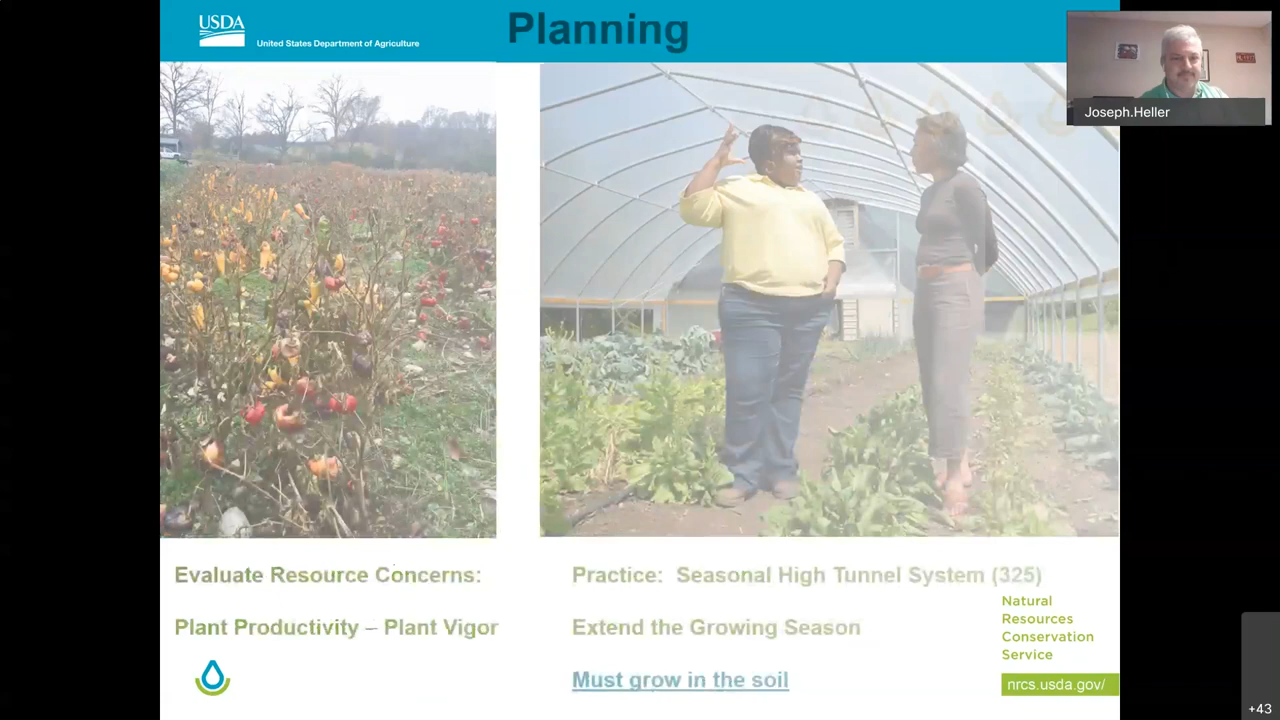 Planning
USDA
United States Department of Agriculture
Joseph.Heller
Evaluate Resource Concerns:
Plant Productivity – Plant Vigor
Practice: Seasonal High Tunnel System (325)
Extend the Growing Season
Must grow in the soil
Natural
Resources
Conservation
Service
nrcs.usda.gov/
+43